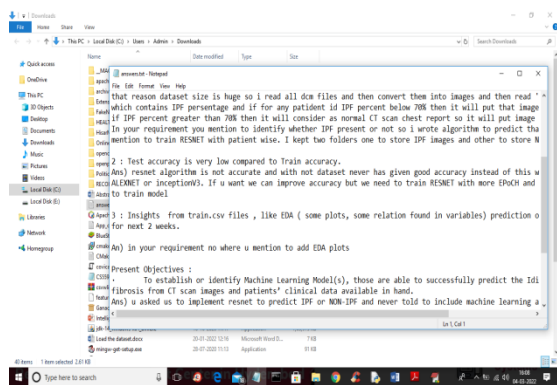 Downloads
File Home Share View
This PC > Local Disk (C:) > Users > Admin > Downloads
Search Downloads
Name Date modified Type Size
Quick access
OneDrive
This PC
3D Objects
Desktop
Documents
Downloads
Music
Pictures
Videos
Local Disk (C:)
Local Disk (E:)
Libraries
Network
Homegroup
answers.txt - Notepad
File Edit Format View Help
that reason dataset size is huge so i read all dcm files and then convert them into images and then read '
which contains IPF persentage and if for any patident id IPF percent below 70% then it will put that image
if IPF percent greater than 70% then it will consider as normal CT scan chest report so it will put image
In your requirement you mention to identify whether IPF present or not so i wrote algorithm to predict tha
mention to train RESNET with patient wise. I kept two folders one to store IPF images and other to store N
2 : Test accuracy is very low compared to Train accuracy.
Ans) resnet algorithm is not accurate and with not dataset never has given good accuracy instead of this w
ALEXNET or inceptionV3. If u want we can improve accuracy but we need to train RESNET with more EPoCH and
to train model
3 : Insights from train.csv files , like EDA ( some plots, some relation found in variables) prediction o
for next 2 weeks.
An) in your requirement no where u mention to add EDA plots
Present Objectives :
· To establish or identify Machine Learning Model(s), those are able to successfully predict the Idi
fibrosis from CT scan images and patients' clinical data available in hand.
Ans) u asked us to implement resnet to predict IPF or NON-IPF and never told to include machine learning a
Ln 1, Col 1
Load the dataset.docx 20-01-2022 12:16 Microsoft Word D... 7 KB
mingw-get-setup.exe 01-07-2022 11:13 Application 91 KB
40 items 1 item selected 2.61 KB
Type here to search
16:08
04-03-2022